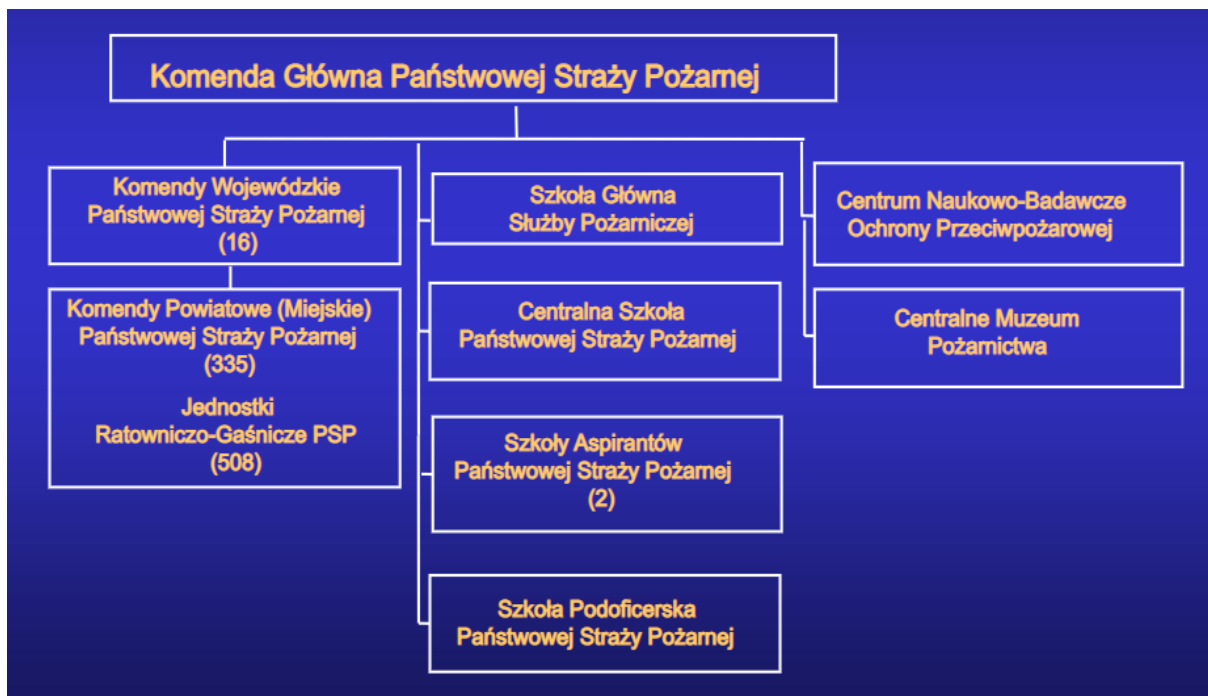 Komenda Główna Państwowej Straży Pożarnej
Komendy Wojewódzkie
Państwowej Straży Pożarnej
(16)
Komendy Powiatowe (Miejskie)
Państwowej Straży Pożarnej
(335)
Jednostki
Ratowniczo-Gaśnicze PSP
(508)
Szkoła Główna
Służby Pożarniczej
Centralna Szkoła
Państwowej Straży Pożarnej
Szkoły Aspirantów
Państwowej Straży Pożarnej
(2)
Szkoła Podoficerska
Państwowej Straży Pożarnej
Centrum Naukowo-Badawcze
Ochrony Przeciwpożarowej
Centralne Muzeum
Pożarnictwa